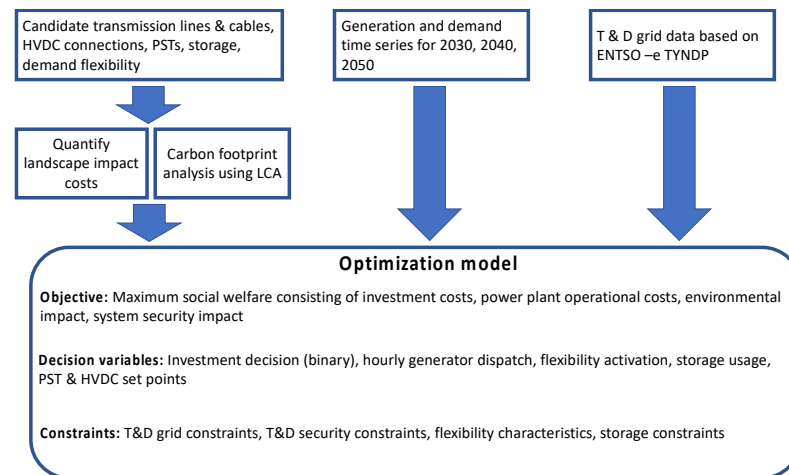 Candidate transmission lines & cables,
HVDC connections, PSTs, storage,
demand flexibility
Generation and demand
time series for 2030, 2040,
2050
T & D grid data based on
ENTSO –e TYNDP
Quantify
landscape impact
costs
Carbon footprint
analysis using LCA
Optimization model
Objective: Maximum social welfare consisting of investment costs, power plant operational costs, environmental
impact, system security impact
Decision variables: Investment decision (binary), hourly generator dispatch, flexibility activation, storage usage,
PST & HVDC set points
Constraints: T&D grid constraints, T&D security constraints, flexibility characteristics, storage constraints